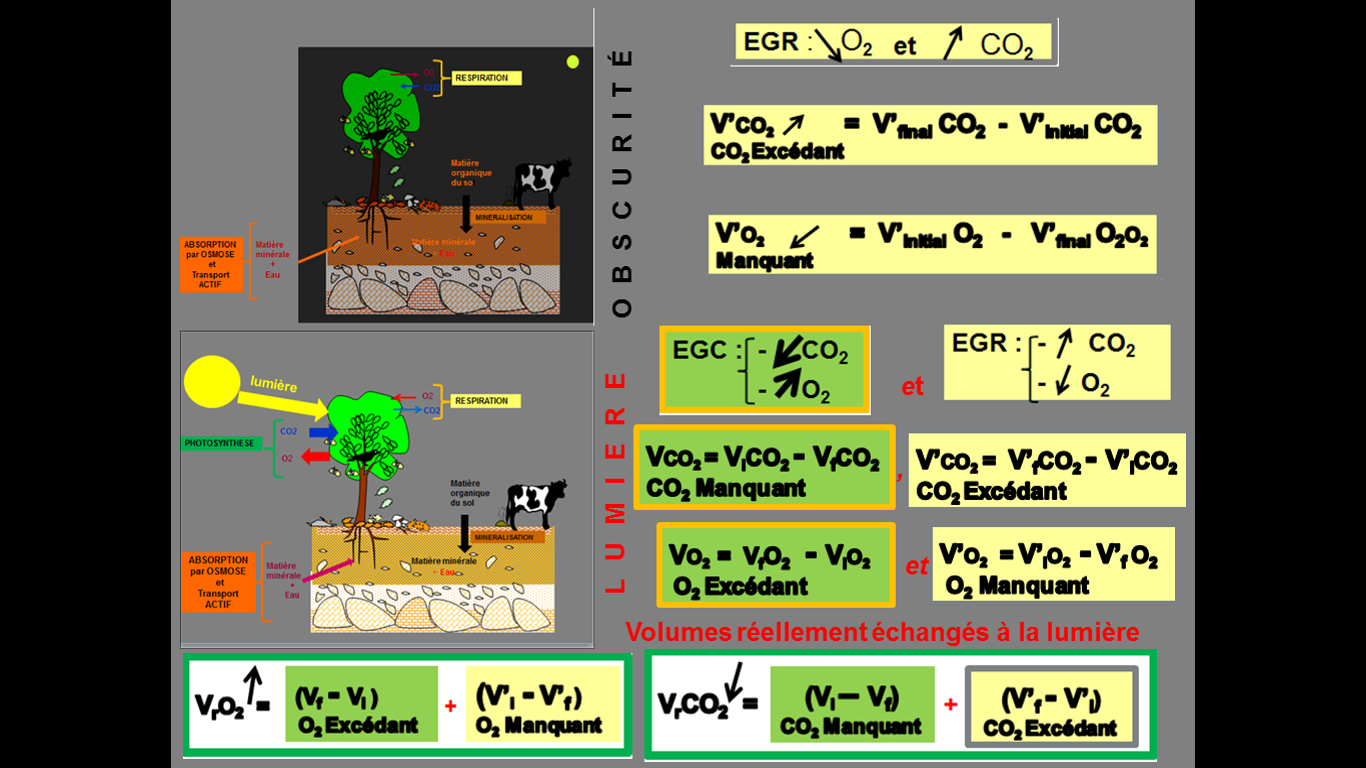 EGR : O2 et CO2
O2
CO2
RESPIRATION
V'CO2 = V'final CO2 - V'initial CO2
CO2 Excédant
Matière
organique
du so
MINERALISATION
V'O2 = V'initial O2 - V'final O2O2
Manquant
ABSORPTION
par OSMOSE
et
Transport
ACTIF
Matière
minérale
+
Eau
Matière minérale
Eau
OBSCURITÉ
LUMIERE
EGC : - CO2
- O2
et
EGR : - CO2
- O2
lumière
O2
CO2
RESPIRATION
PHOTOSYNTHESE
CO2
O2
VCO2 = ViCO2 - VfCO2
CO2 Manquant
,
V'CO2 = V'fCO2 - V'iCO2
CO2 Excédant
Matière
organique
du sol
MINERALISATION
ABSORPTION
par OSMOSE
et
Transport
ACTIF
Matière
minérale
+
Eau
Matière minérale
- Eau
VO2 = VfO2 - ViO2
O2 Excédant
et
V'O2 = V'iO2 - V'f O2
O2 Manquant
Volumes réellement échangés à la lumière
VrO2 = (Vf - Vi) + (V'i - V'f)
O2 Excédant
O2 Manquant
VrCO2 = (Vi — Vf) + (V'f - V'i)
CO2 Manquant
CO2 Excédant